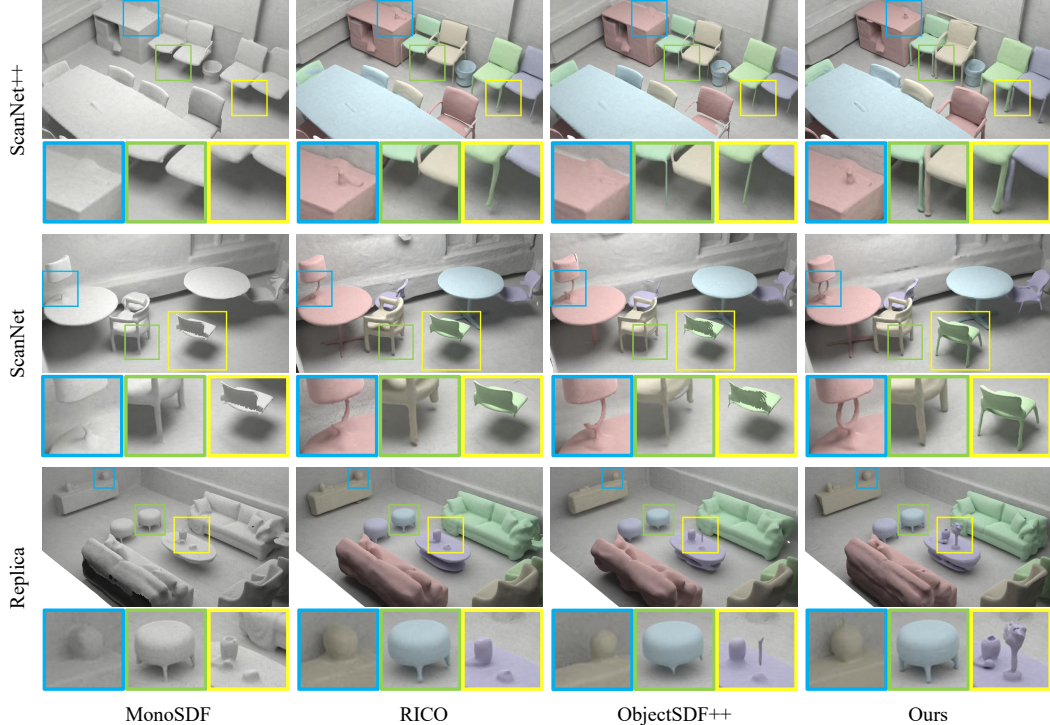 ScanNet++
ScanNet
Replica
MonoSDF
RICO
ObjectSDF++
Ours